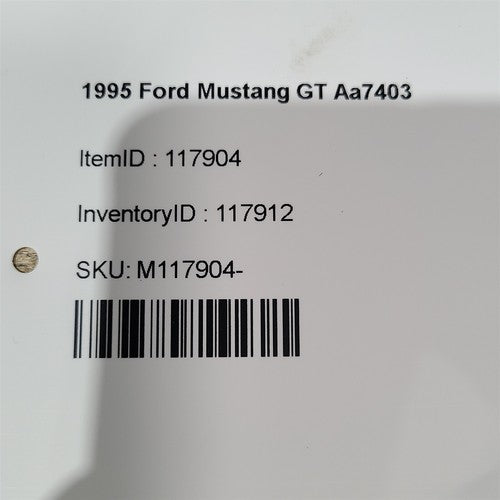 1995 Ford Mustang GT Aa7403
ItemID : 117904
InventoryID : 117912
SKU: M117904-